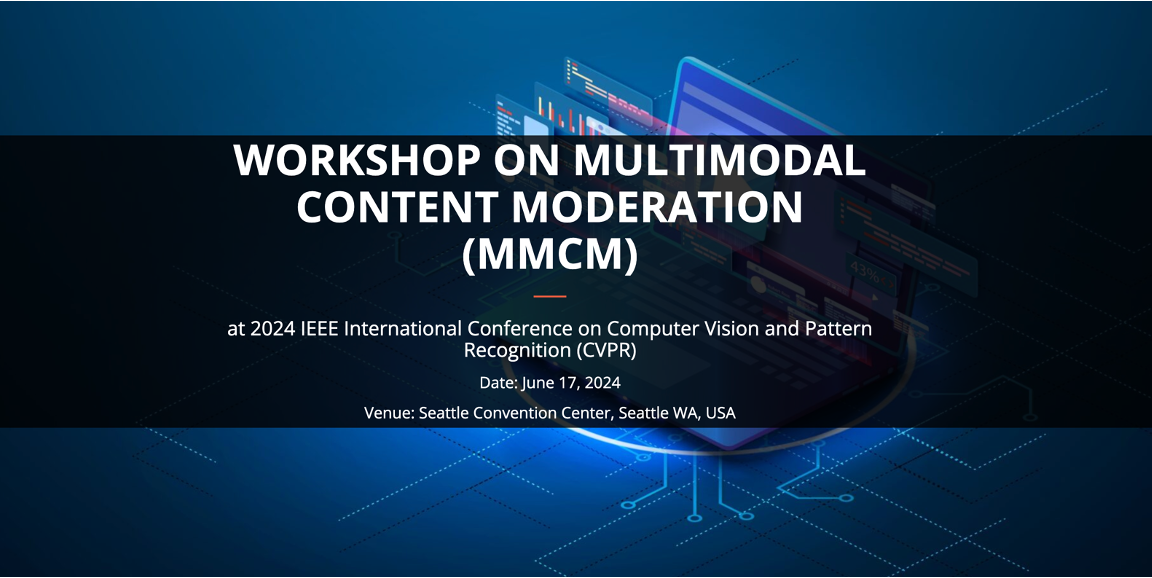 WORKSHOP ON MULTIMODAL
CONTENT MODERATION
(MMCM)
at 2024 IEEE International Conference on Computer Vision and Pattern
Recognition (CVPR)
Date: June 17, 2024
Venue: Seattle Convention Center, Seattle WA, USA
43%